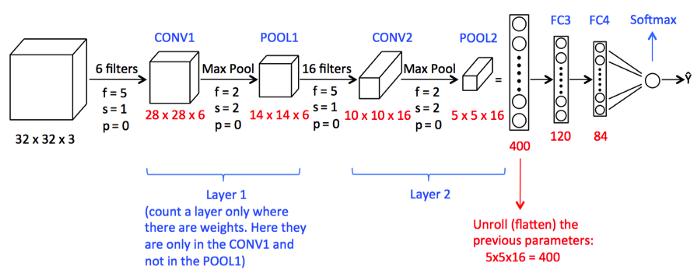 CONV1
POOL1
CONV2
POOL2
FC3
FC4
Softmax
6 filters
Max Pool
16 filters
Max Pool
f = 5
f = 2
f = 5
f = 2
s = 1
s = 2
s = 1
s = 2
p = 0
p = 0
p = 0
p = 0
=
Ŷ
32 x 32 x 3
28 x 28 x 6
14 x 14 x 6
10 x 10 x 16
5 x 5 x 16
400
120
84
Layer 1
(count a layer only where
there are weights. Here they
are only in the CONV1 and
not in the POOL1)
Layer 2
Unroll (flatten) the
previous parameters:
5x5x16 = 400